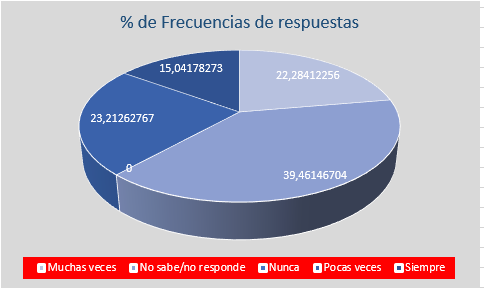 % de Frecuencias de respuestas
15,04178273
22,28412256
23,21262767
0
39,46146704
Muchas veces No sabe/no responde Nunca Pocas veces Siempre